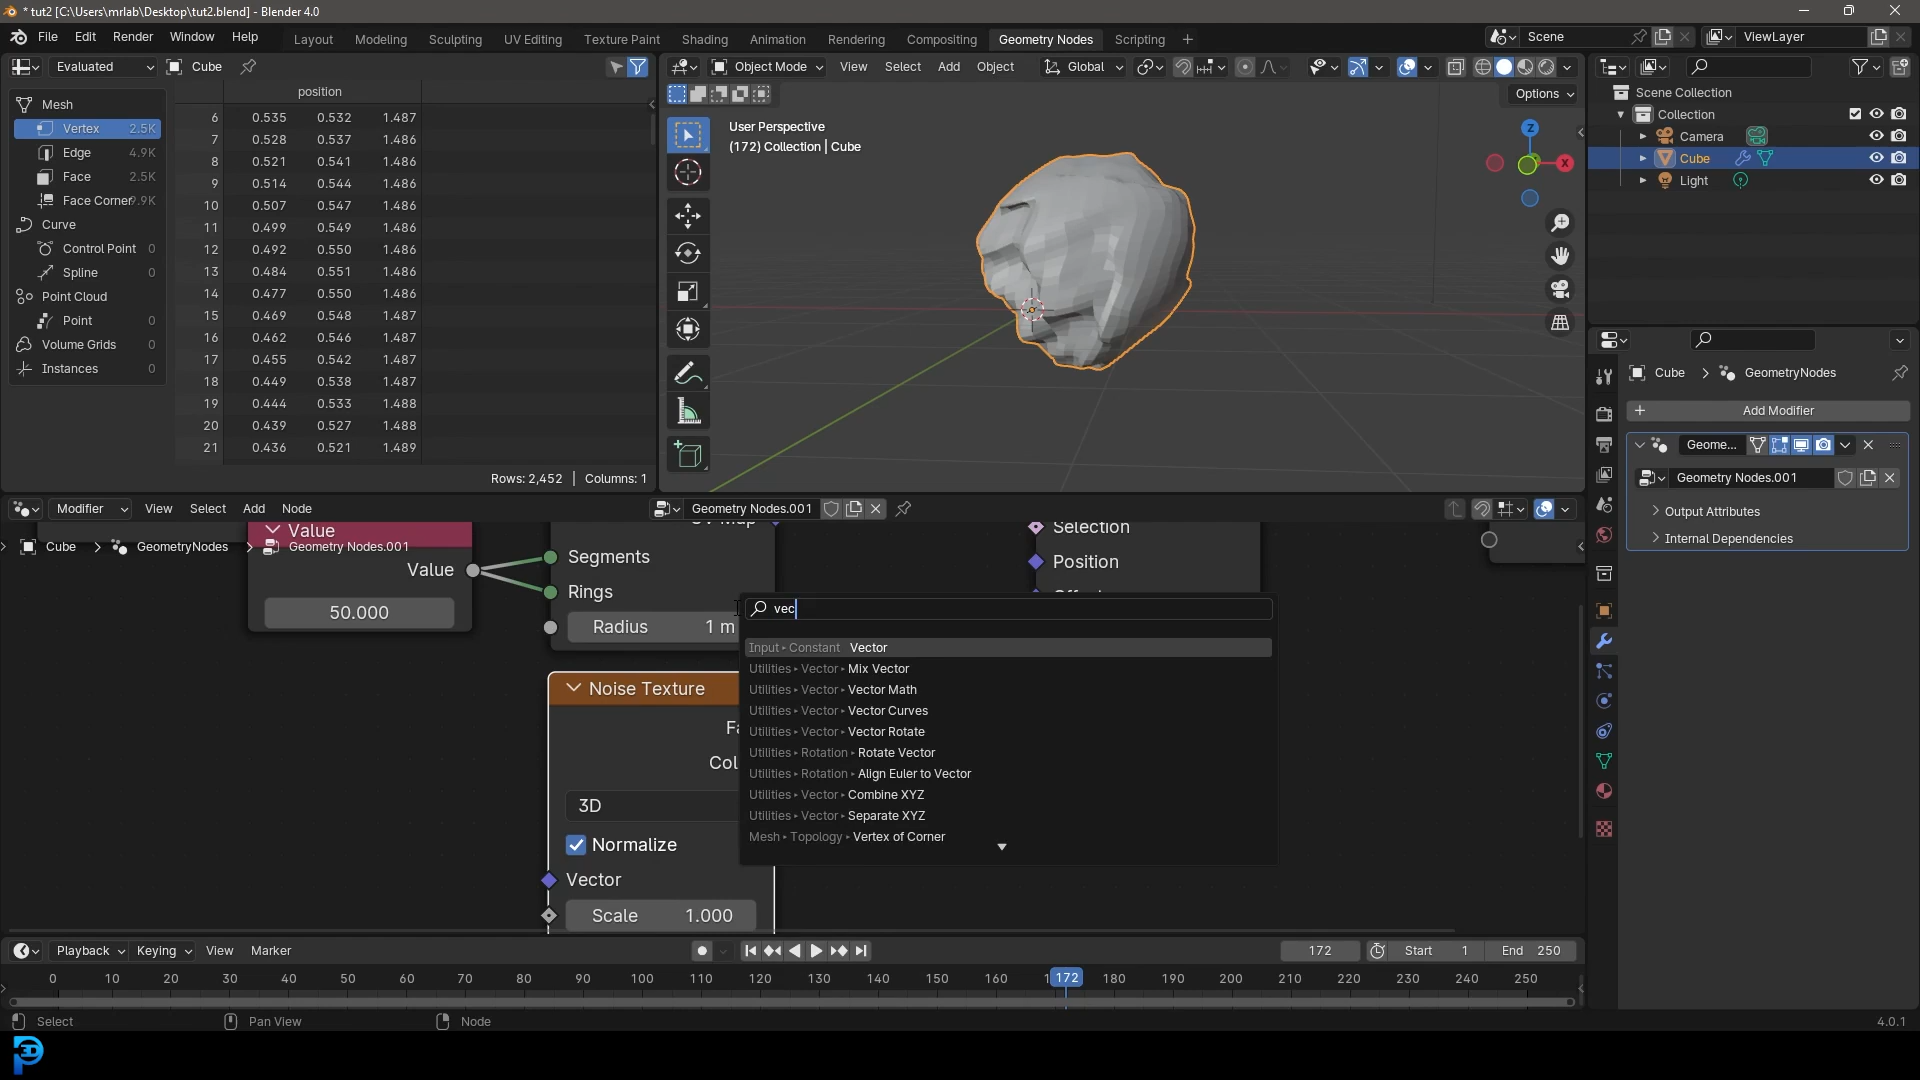 * tut2 [C:\Users\mrlab\Desktop\tut2.blend] - Blender 4.0
File Edit Render Window Help Layout Modeling Sculpting UV Editing Texture Paint Shading Animation Rendering Compositing Geometry Nodes Scripting + Scene ViewLayer
Evaluated Cube Object Mode View Select Add Object Global
position Options
Mesh
Vertex 2.5K
Edge 4.9K
Face 2.5K
Face Corner 9.9K
Curve
Control Point 0
Spline 0
Point Cloud
Point 0
Volume Grids 0
Instances 0
6 0.535 0.532 1.487
7 0.528 0.537 1.486
8 0.521 0.541 1.486
9 0.514 0.544 1.486
10 0.507 0.547 1.486
11 0.499 0.549 1.486
12 0.492 0.550 1.486
13 0.484 0.551 1.486
14 0.477 0.550 1.486
15 0.469 0.548 1.487
16 0.462 0.546 1.487
17 0.455 0.542 1.487
18 0.449 0.538 1.487
19 0.444 0.533 1.488
20 0.439 0.527 1.488
21 0.436 0.521 1.489
Rows: 2,452 | Columns: 1
User Perspective
(172) Collection | Cube
Z
X
Scene Collection
Collection
Camera
Cube
Light
Cube > GeometryNodes
+ Add Modifier
Geome...
Geometry Nodes.001
Output Attributes
Internal Dependencies
Modifier View Select Add Node Geometry Nodes.001
Cube > GeometryNodes > Geometry Nodes.001
Value
Value
50.000
UV Map
Segments
Rings
Radius 1 m
Selection
Position
Noise Texture
3D
Normalize
Vector
Scale 1.000
vec
Input ▸ Constant Vector
Utilities ▸ Vector ▸ Mix Vector
Utilities ▸ Vector ▸ Vector Math
Utilities ▸ Vector ▸ Vector Curves
Utilities ▸ Vector ▸ Vector Rotate
Utilities ▸ Rotation ▸ Rotate Vector
Utilities ▸ Rotation ▸ Align Euler to Vector
Utilities ▸ Vector ▸ Combine XYZ
Utilities ▸ Vector ▸ Separate XYZ
Mesh ▸ Topology ▸ Vertex of Corner
Playback Keying View Marker 172 Start 1 End 250
0 10 20 30 40 50 60 70 80 90 100 110 120 130 140 150 160 172 180 190 200 210 220 230 240 250
Select Pan View Node 4.0.1